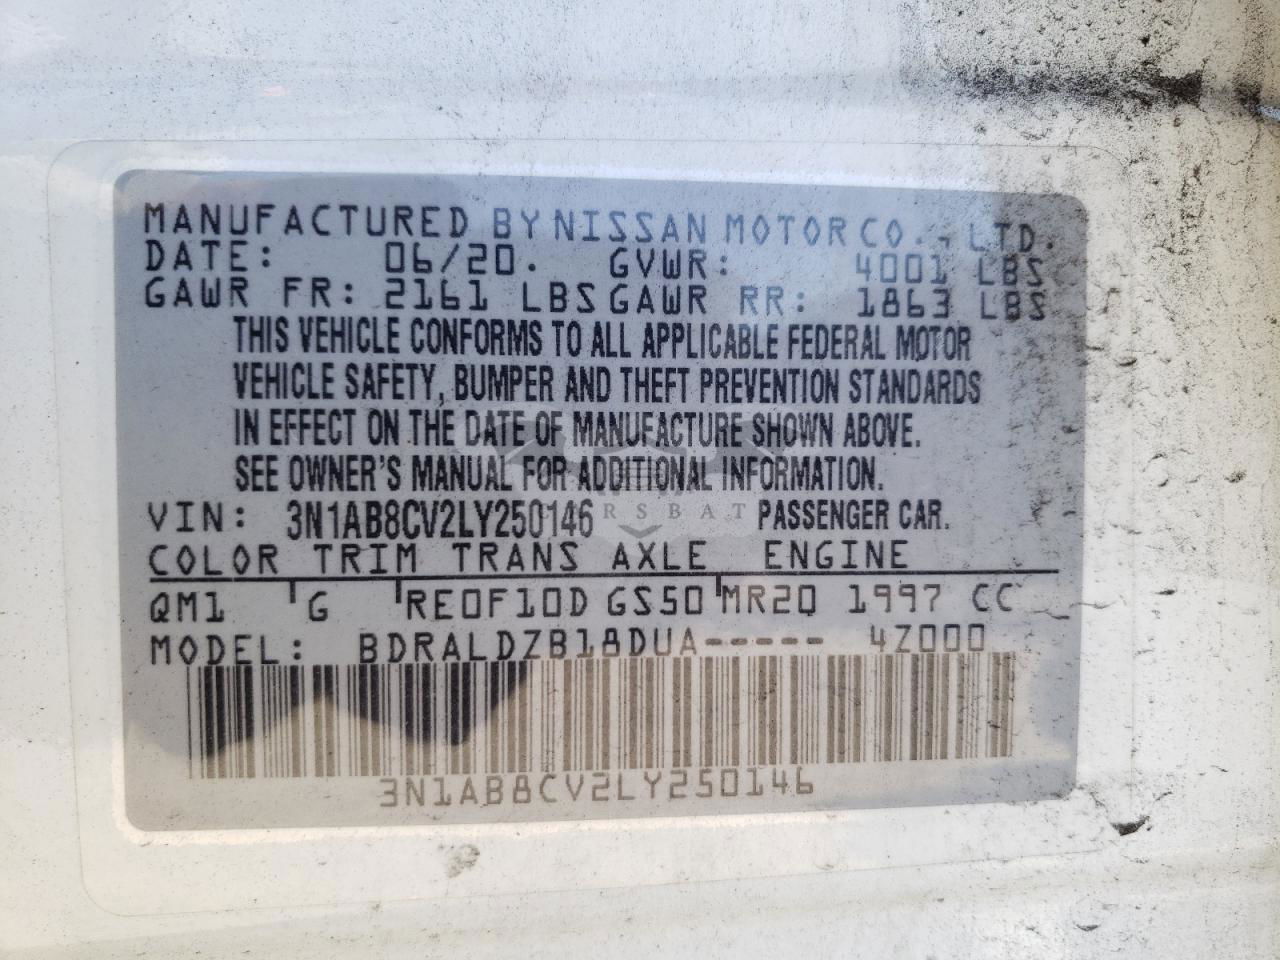 MANUFACTURED BY NISSAN MOTOR CO., LTD.
DATE: 06/20. GVWR: 4001 LBS
GAWR FR: 2161 LBS GAWR RR: 1863 LBS
THIS VEHICLE CONFORMS TO ALL APPLICABLE FEDERAL MOTOR
VEHICLE SAFETY, BUMPER AND THEFT PREVENTION STANDARDS
IN EFFECT ON THE DATE OF MANUFACTURE SHOWN ABOVE.
SEE OWNER'S MANUAL FOR ADDITIONAL INFORMATION.
CARSBAT
VIN: 3N1AB8CV2LY250146 PASSENGER CAR.
COLOR TRIM TRANS AXLE ENGINE
QM1 G RE0F10D GS50 MR20 1997 CC
MODEL: BDRALDZB18DUA----- 4Z000
3N1AB8CV2LY250146